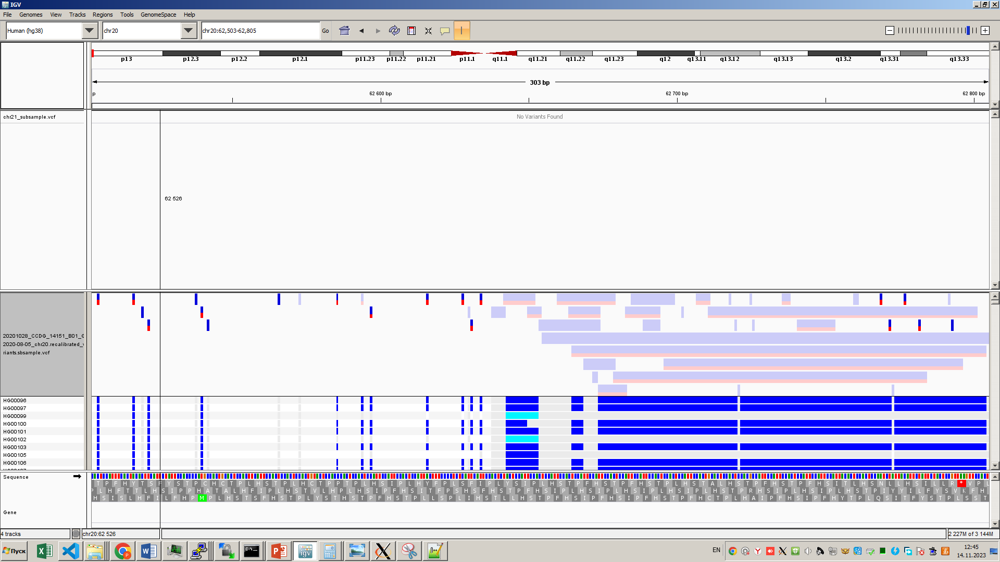 IGV
File Genomes View Tracks Regions Tools GenomeSpace Help
Human (hg38) chr20 chr20:62,503-62,805 Go
p13 p12.3 p12.2 p12.1 p11.23 p11.22 p11.21 p11.1 q11.1 q11.21 q11.22 q11.23 q12 q13.11 q13.12 q13.13 q13.2 q13.31 q13.33
303 bp
p 62 600 bp 62 700 bp 62 800 bp
chr21_subsample.vcf No Variants Found
62 526
20201028_CCDG_14151_B01_G
2020-08-05_chr20.recalibrated_v
riants.sbsample.vcf
HG00096
HG00097
HG00099
HG00100
HG00101
HG00102
HG00103
HG00105
HG00106
Sequence
Gene
4 tracks chr20:62 526 2 227M of 3 144M
Пуск EN 12:45
14.11.2023